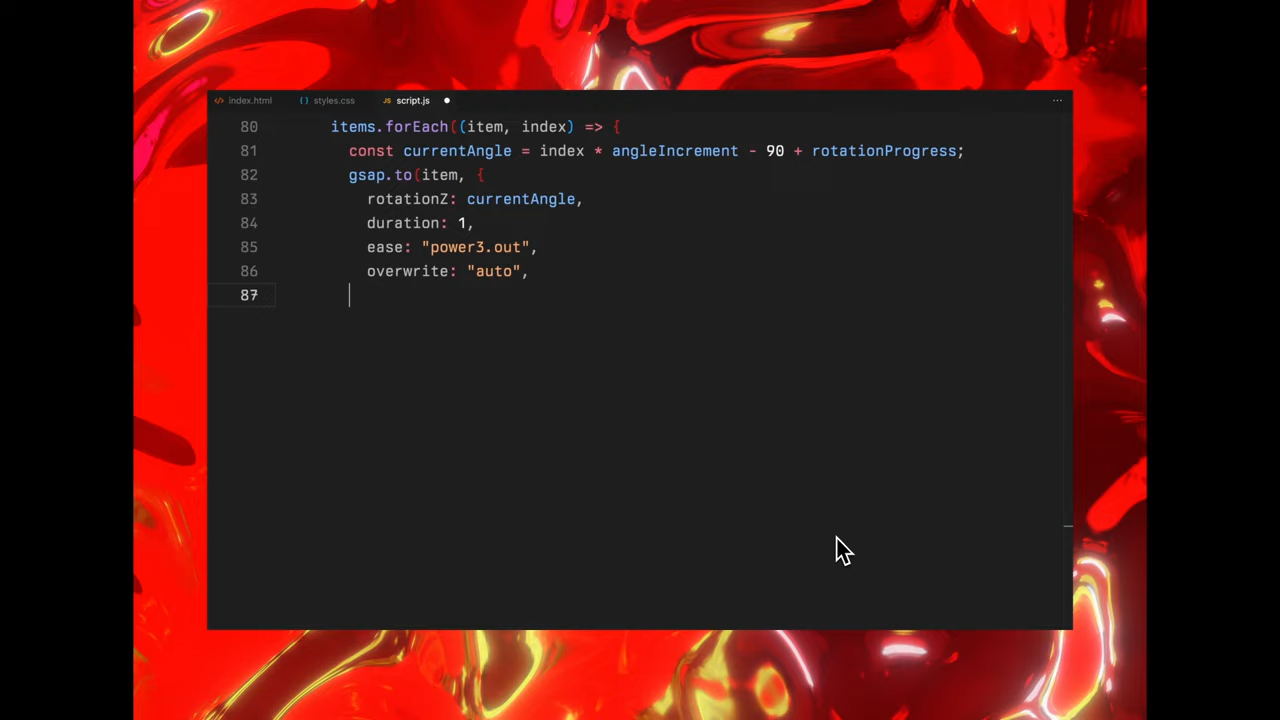 index.html styles.css JS script.js
80 items.forEach((item, index) => {
81 const currentAngle = index * angleIncrement - 90 + rotationProgress;
82 gsap.to(item, {
83 rotationZ: currentAngle,
84 duration: 1,
85 ease: "power3.out",
86 overwrite: "auto",
87